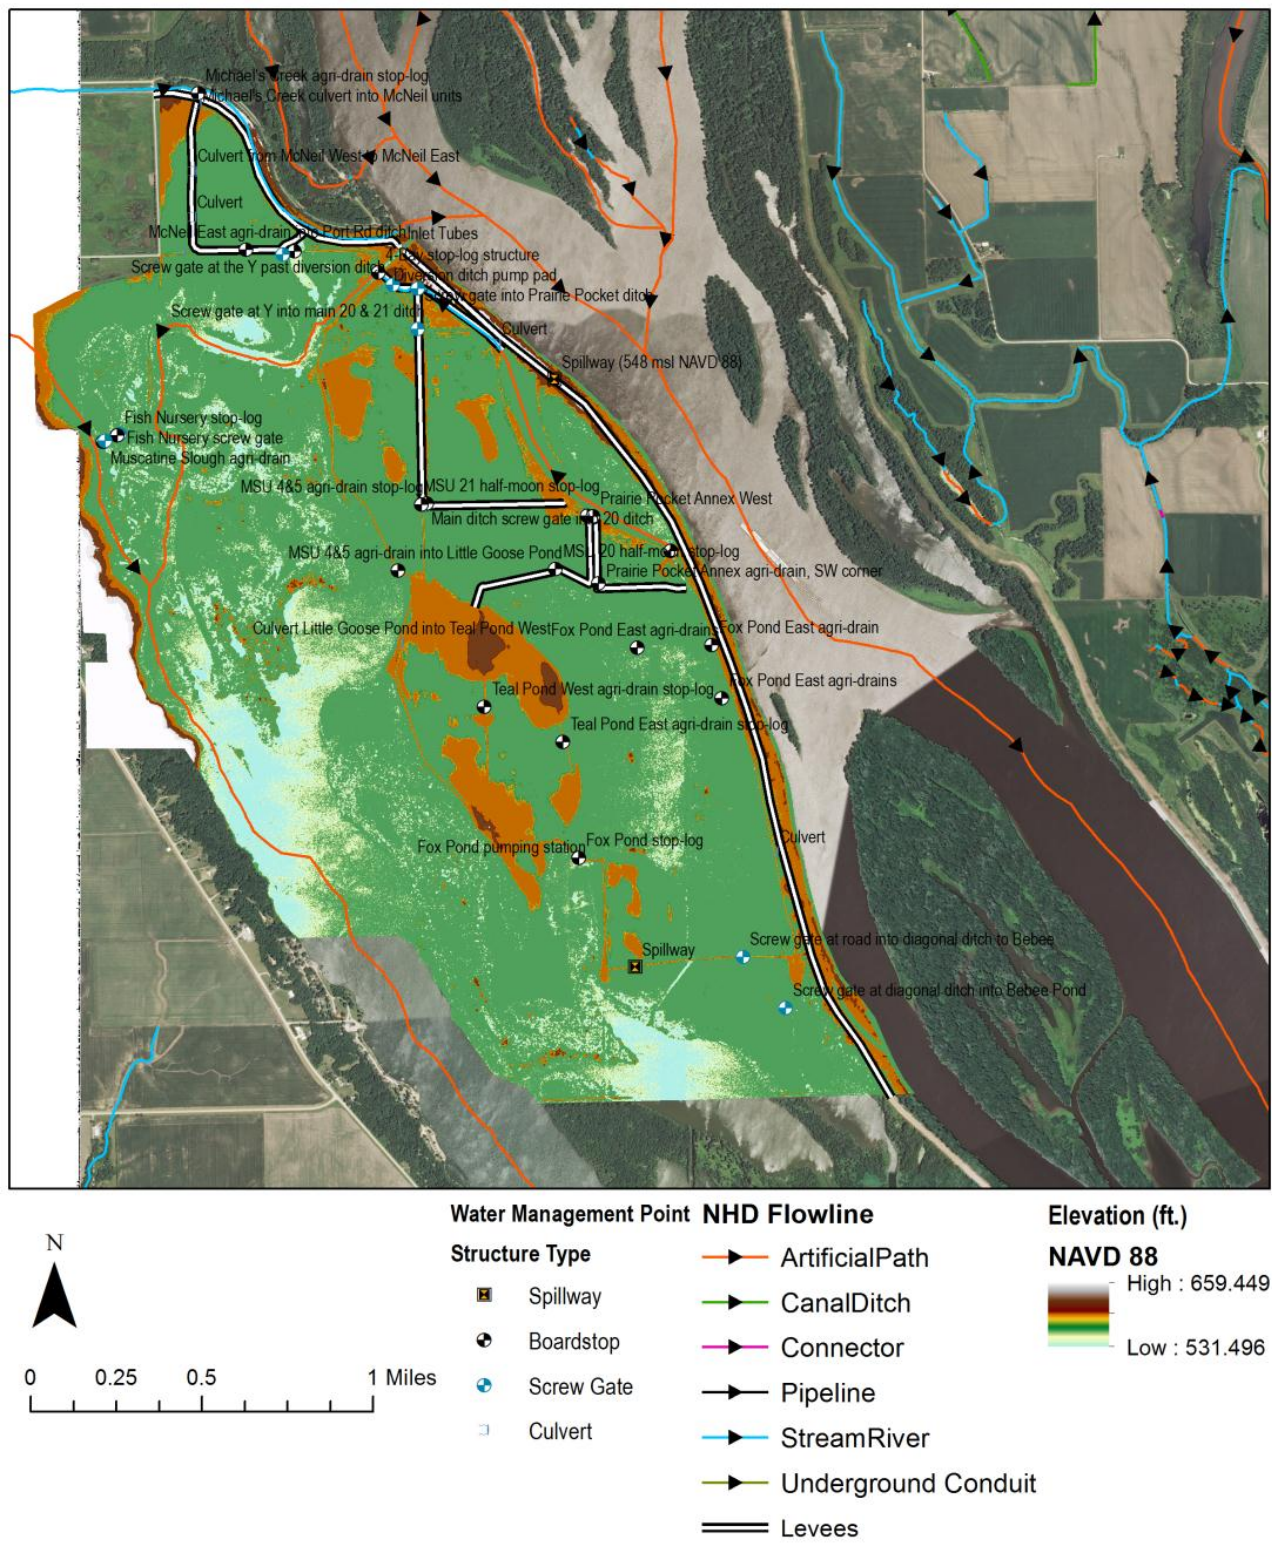 Michael's Creek agri-drain stop-log
Michael's Creek culvert into McNeil units
Culvert from McNeil West to McNeil East
Culvert
McNeil East agri-drain into Port Rd ditch
Inlet Tubes
4-Bay stop-log structure
Screw gate at the Y past diversion ditch
Diversion ditch pump pad
Screw gate into Prairie Pocket ditch
Screw gate at Y into main 20 & 21 ditch
Culvert
Spillway (548 msl NAVD 88)
Fish Nursery stop-log
Fish Nursery screw gate
Muscatine Slough agri-drain
MSU 4&5 agri-drain stop-log
MSU 21 half-moon stop-log
Prairie Pocket Annex West
Main ditch screw gate into 20 ditch
MSU 4&5 agri-drain into Little Goose Pond
MSU 20 half-moon stop-log
Prairie Pocket Annex agri-drain, SW corner
Culvert Little Goose Pond into Teal Pond West
Fox Pond East agri-drains
Fox Pond East agri-drain
Fox Pond East agri-drains
Teal Pond West agri-drain stop-log
Teal Pond East agri-drain stop-log
Culvert
Fox Pond pumping station
Fox Pond stop-log
Screw gate at road into diagonal ditch to Bebee
Spillway
Screw gate at diagonal ditch into Bebee Pond
N
0 0.25 0.5 1 Miles
Water Management Point
Structure Type
Spillway
Boardstop
Screw Gate
Culvert
NHD Flowline
ArtificialPath
CanalDitch
Connector
Pipeline
StreamRiver
Underground Conduit
Levees
Elevation (ft.)
NAVD 88
High : 659.449
Low : 531.496